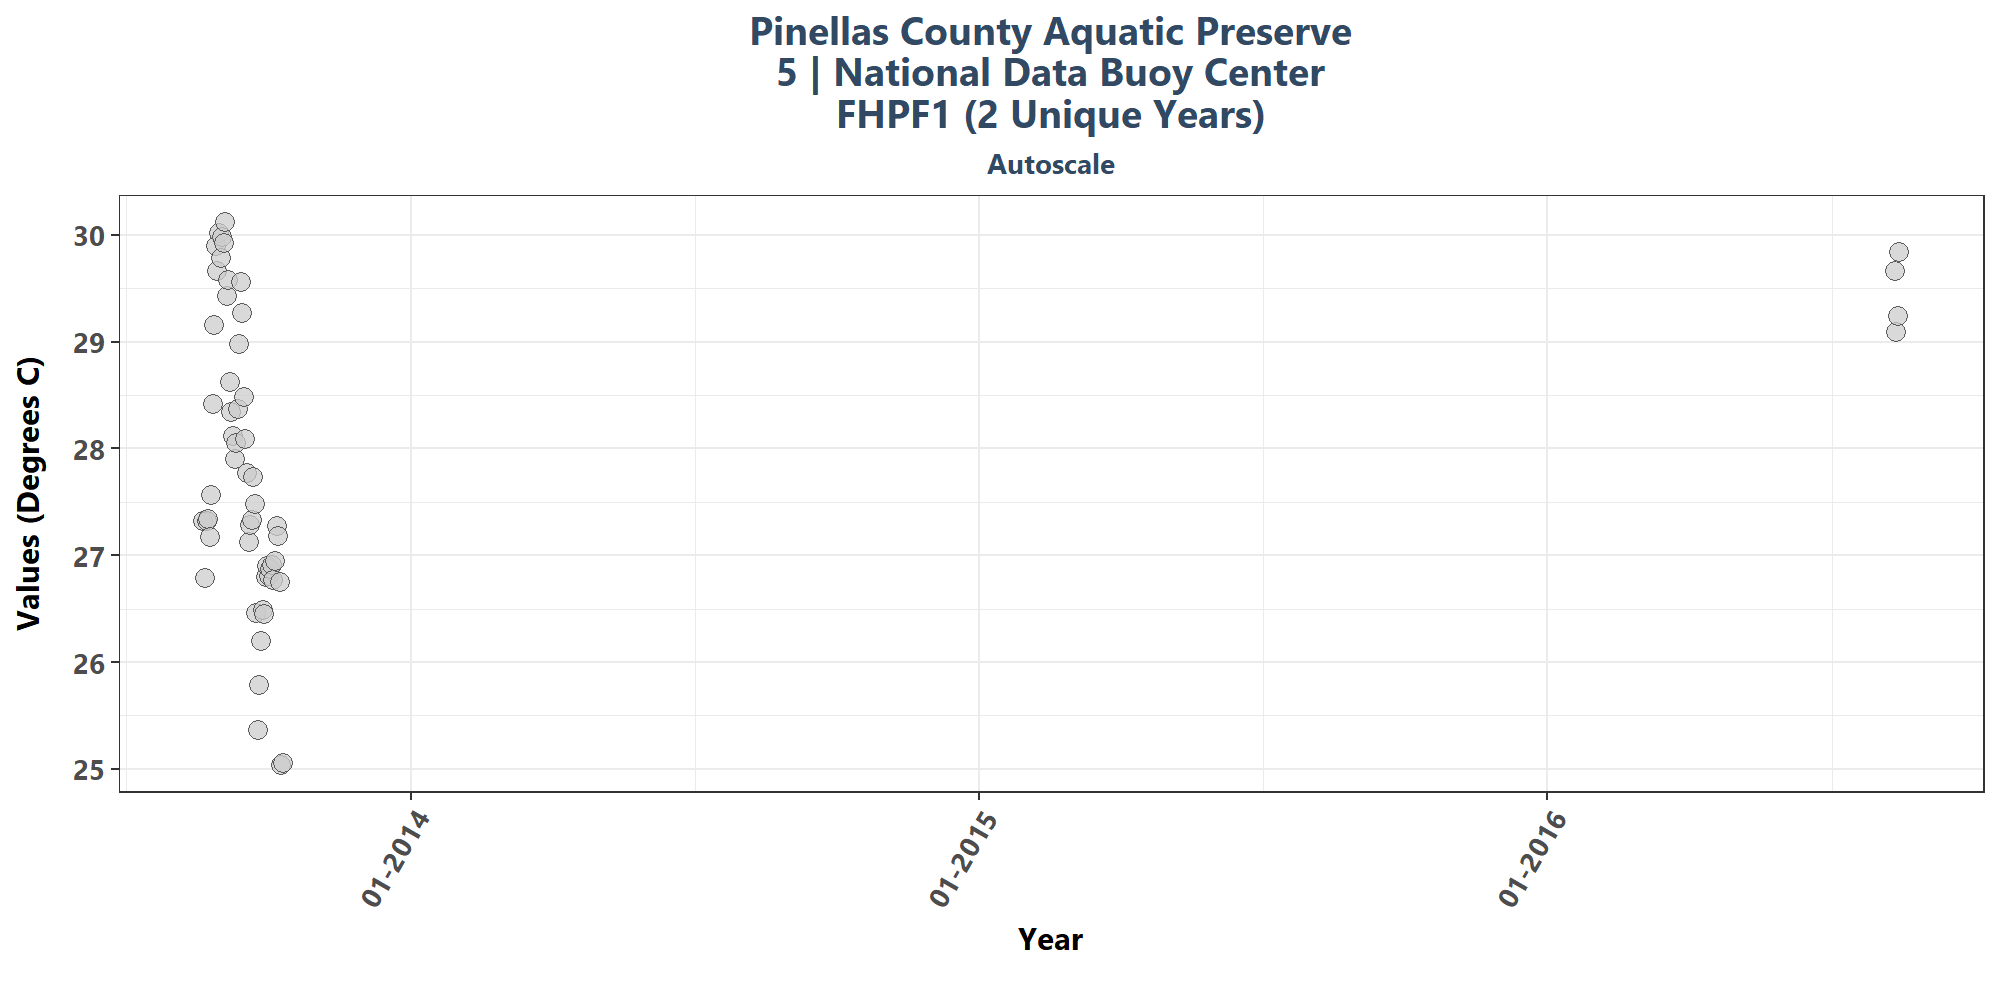 Pinellas County Aquatic Preserve
5 | National Data Buoy Center
FHPF1 (2 Unique Years)
Autoscale
Values (Degrees C)
30
29
28
27
26
25
01-2014
01-2015
01-2016
Year